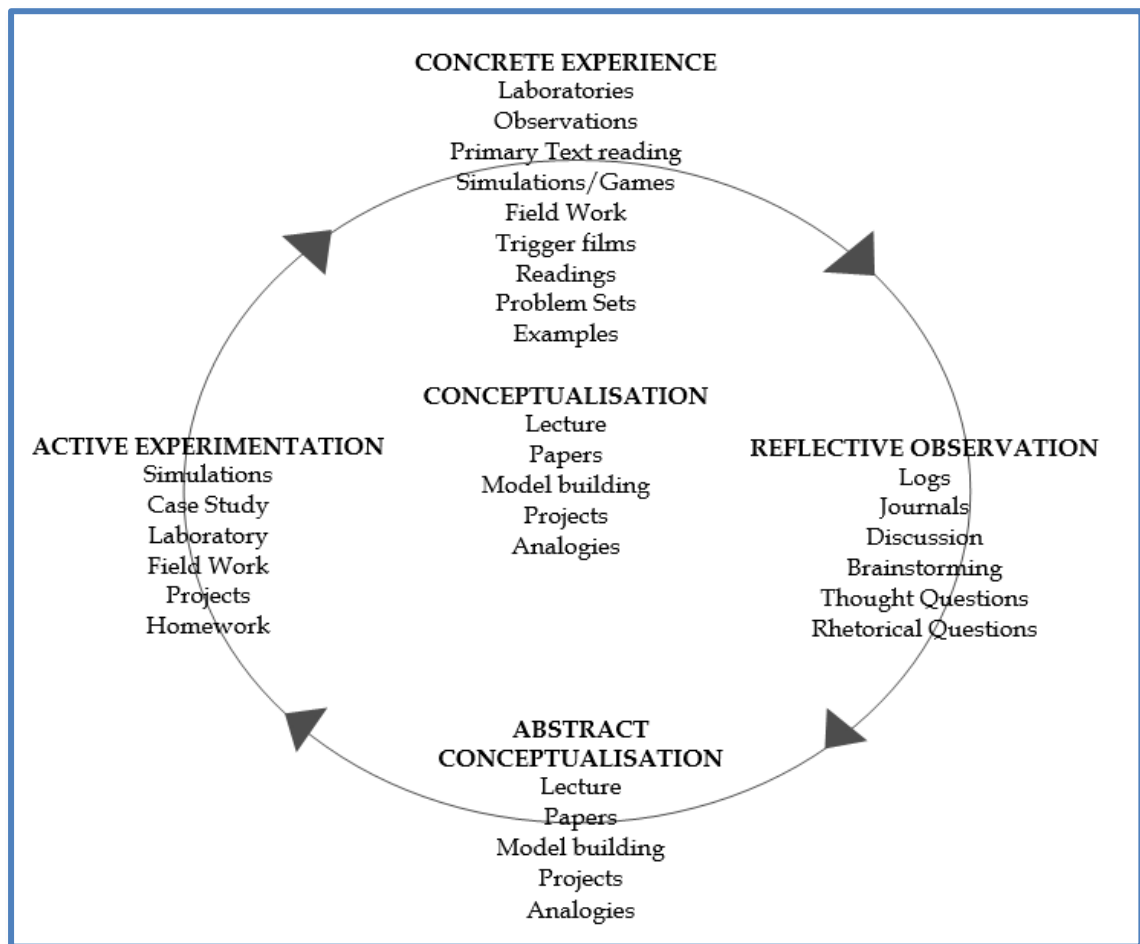 CONCRETE EXPERIENCE
Laboratories
Observations
Primary Text reading
Simulations/Games
Field Work
Trigger films
Readings
Problem Sets
Examples
CONCEPTUALISATION
Lecture
Papers
Model building
Projects
Analogies
ACTIVE EXPERIMENTATION
Simulations
Case Study
Laboratory
Field Work
Projects
Homework
REFLECTIVE OBSERVATION
Logs
Journals
Discussion
Brainstorming
Thought Questions
Rhetorical Questions
ABSTRACT
CONCEPTUALISATION
Lecture
Papers
Model building
Projects
Analogies